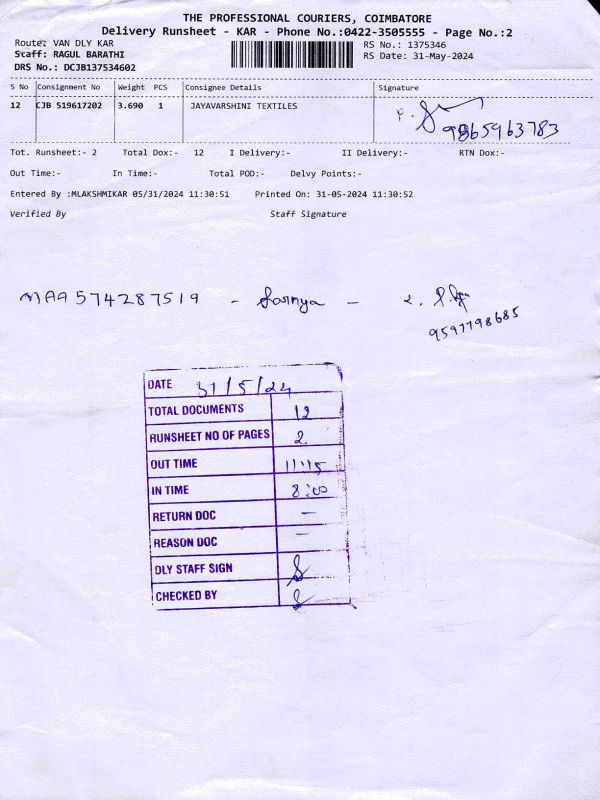 THE PROFESSIONAL COURIERS, COIMBATORE
Delivery Runsheet - KAR - Phone No.:0422-3505555 - Page No.:2
Route: VAN DLY KAR
Staff: RAGUL BARATHI
DRS No.: DCJB137534602
RS No.: 1375346
RS Date: 31-May-2024
S No Consignment No Weight PCS Consignee Details Signature
12 CJB 519617202 3.690 1 JAYAVARSHINI TEXTILES
9865963783
Tot. Runsheet:- 2 Total Dox:- 12 I Delivery:- II Delivery:- RTN Dox:-
Out Time:- In Time:- Total POD:- Delvy Points:-
Entered By :MLAKSHMIKAR 05/31/2024 11:30:51 Printed On: 31-05-2024 11:30:52
Verified By Staff Signature
MAA 574287519 - Sarnya -
9597798685
DATE 31/5/24
TOTAL DOCUMENTS 12
RUNSHEET NO OF PAGES 2
OUT TIME 11:15
IN TIME 8:00
RETURN DOC -
REASON DOC -
DLY STAFF SIGN
CHECKED BY